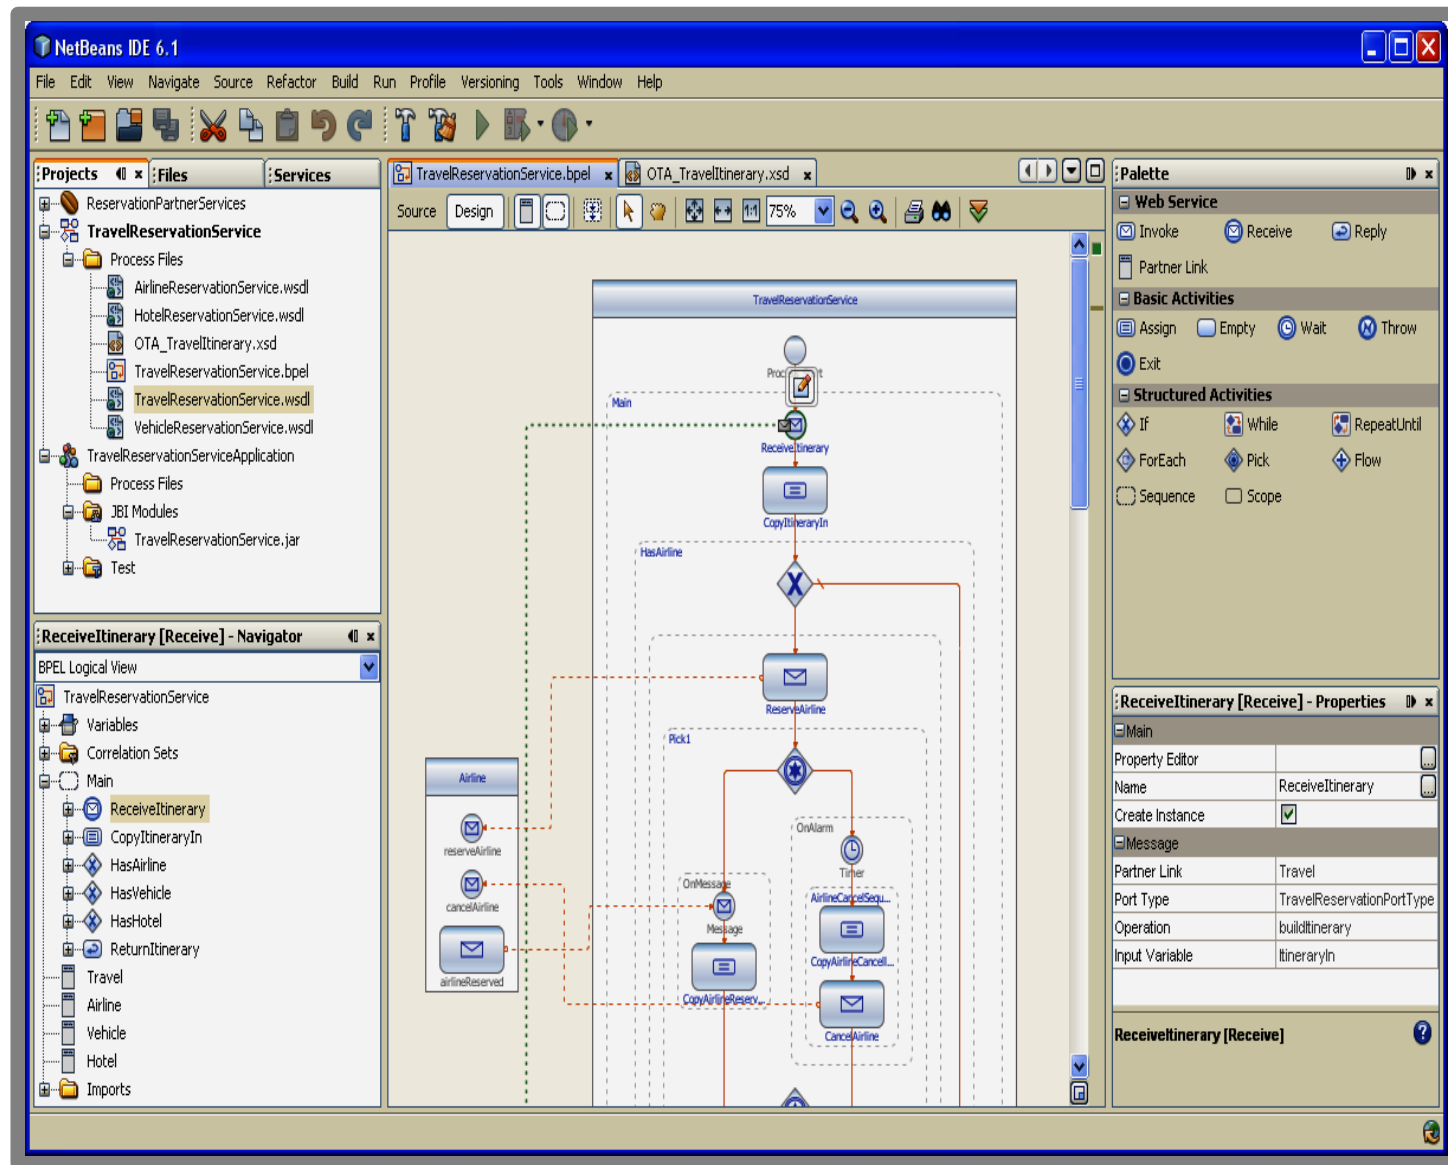 NetBeans IDE 6.1
File Edit View Navigate Source Refactor Build Run Profile Versioning Tools Window Help
Projects Files Services
ReservationPartnerServices
TravelReservationService
Process Files
AirlineReservationService.wsdl
HotelReservationService.wsdl
OTA_TravelItinerary.xsd
TravelReservationService.bpel
TravelReservationService.wsdl
VehicleReservationService.wsdl
TravelReservationServiceApplication
Process Files
JBI Modules
TravelReservationService.jar
Test
ReceiveItinerary [Receive] - Navigator
BPEL Logical View
TravelReservationService
Variables
Correlation Sets
Main
ReceiveItinerary
CopyItineraryIn
HasAirline
HasVehicle
HasHotel
ReturnItinerary
Travel
Airline
Vehicle
Hotel
Imports
TravelReservationService.bpel OTA_TravelItinerary.xsd
Source Design 1:1 75%
TravelReservationService
Main
ReceiveItinerary
CopyItineraryIn
HasAirline
ReserveAirline
Pick1
Airline
reserveAirline
cancelAirline
airlineReserved
OnAlarm
Timer
OnMessage
Message
AirlineCancelSequ...
CopyAirlineCancell...
CopyAirlineReserv...
CancelAirline
Palette
Web Service
Invoke Receive Reply
Partner Link
Basic Activities
Assign Empty Wait Throw
Exit
Structured Activities
If While RepeatUntil
ForEach Pick Flow
Sequence Scope
ReceiveItinerary [Receive] - Properties
Main
Property Editor ...
Name ReceiveItinerary ...
Create Instance
Message
Partner Link Travel
Port Type TravelReservationPortType
Operation buildItinerary
Input Variable ItineraryIn
ReceiveItinerary [Receive]